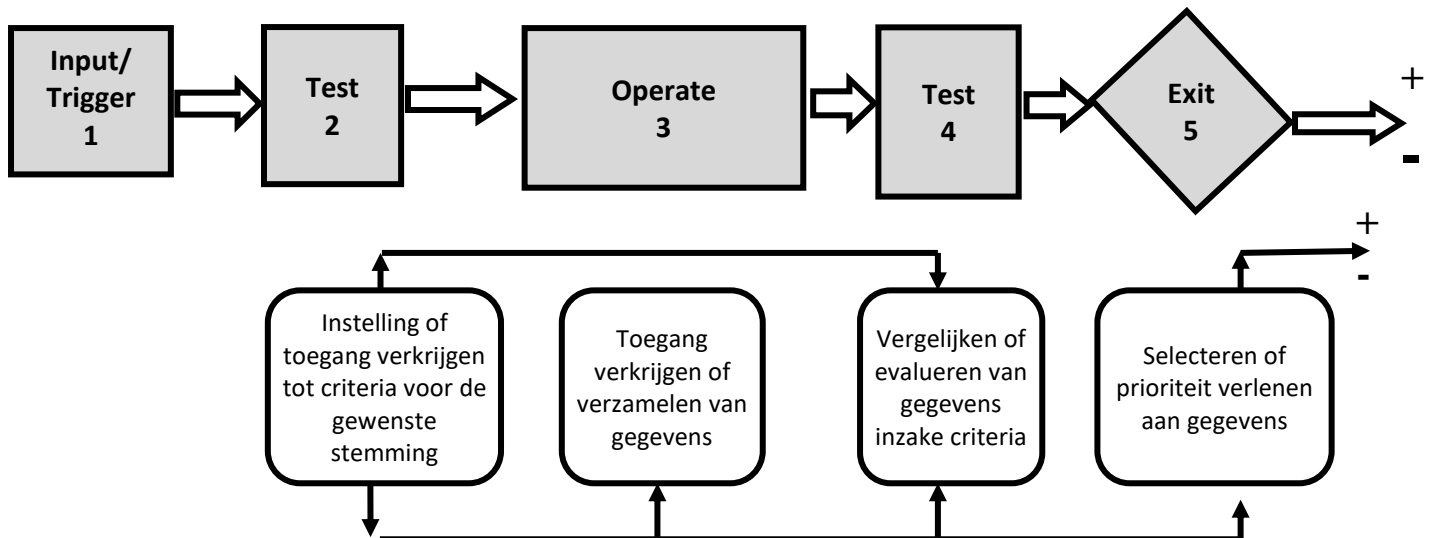 Input/
Trigger
1
Test
2
Operate
3
Test
4
Exit
5
+
-
+
-
Instelling of
toegang verkrijgen
tot criteria voor de
gewenste
stemming
Toegang
verkrijgen of
verzamelen van
gegevens
Vergelijken of
evalueren van
gegevens
inzake criteria
Selecteren of
prioriteit verlenen
aan gegevens